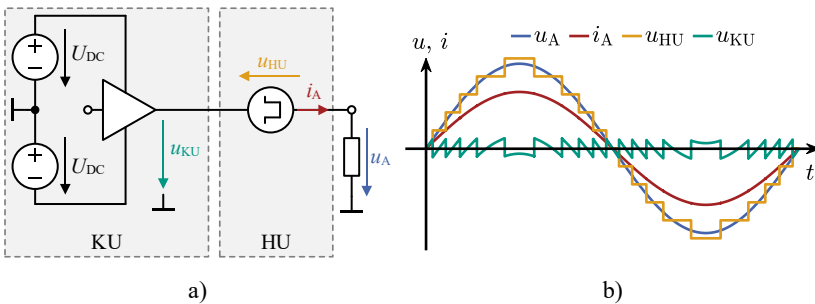 U_DC
U_DC
u_KU
KU
u_HU
i_A
u_A
HU
a)
u, i
u_A i_A u_HU u_KU
t
b)